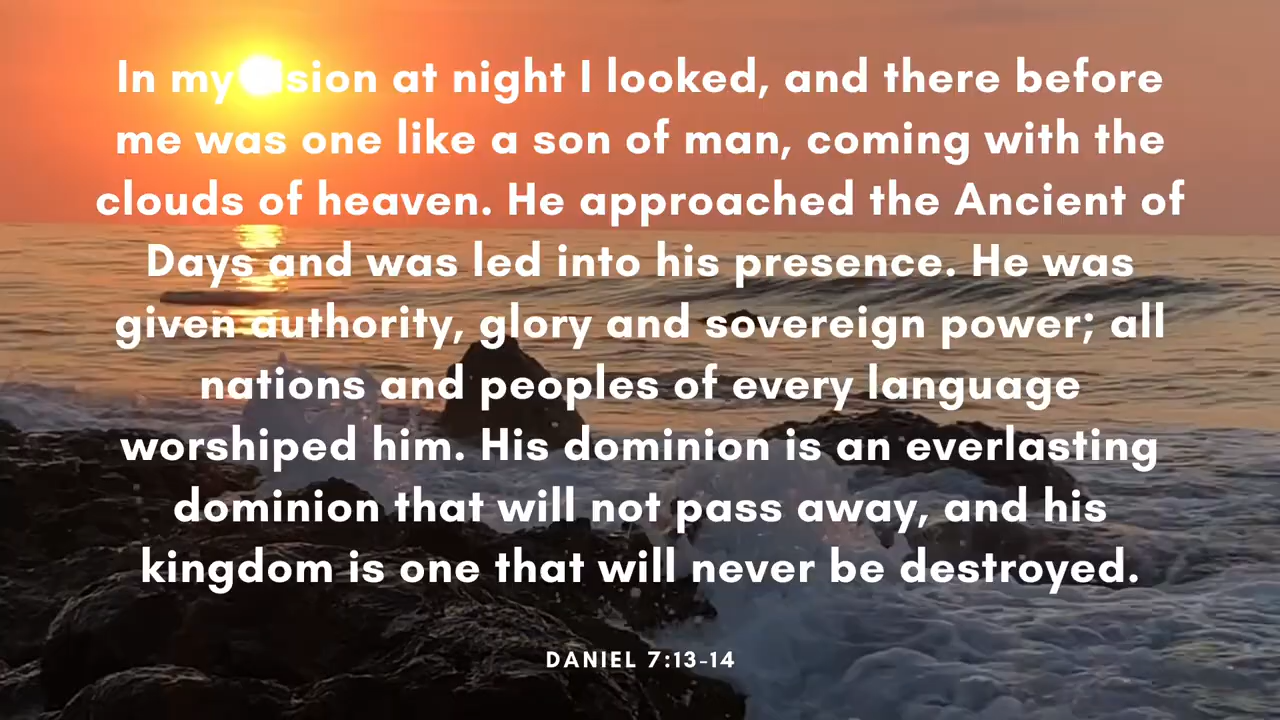 In my vision at night I looked, and there before
me was one like a son of man, coming with the
clouds of heaven. He approached the Ancient of
Days and was led into his presence. He was
given authority, glory and sovereign power; all
nations and peoples of every language
worshiped him. His dominion is an everlasting
dominion that will not pass away, and his
kingdom is one that will never be destroyed.
DANIEL 7:13-14